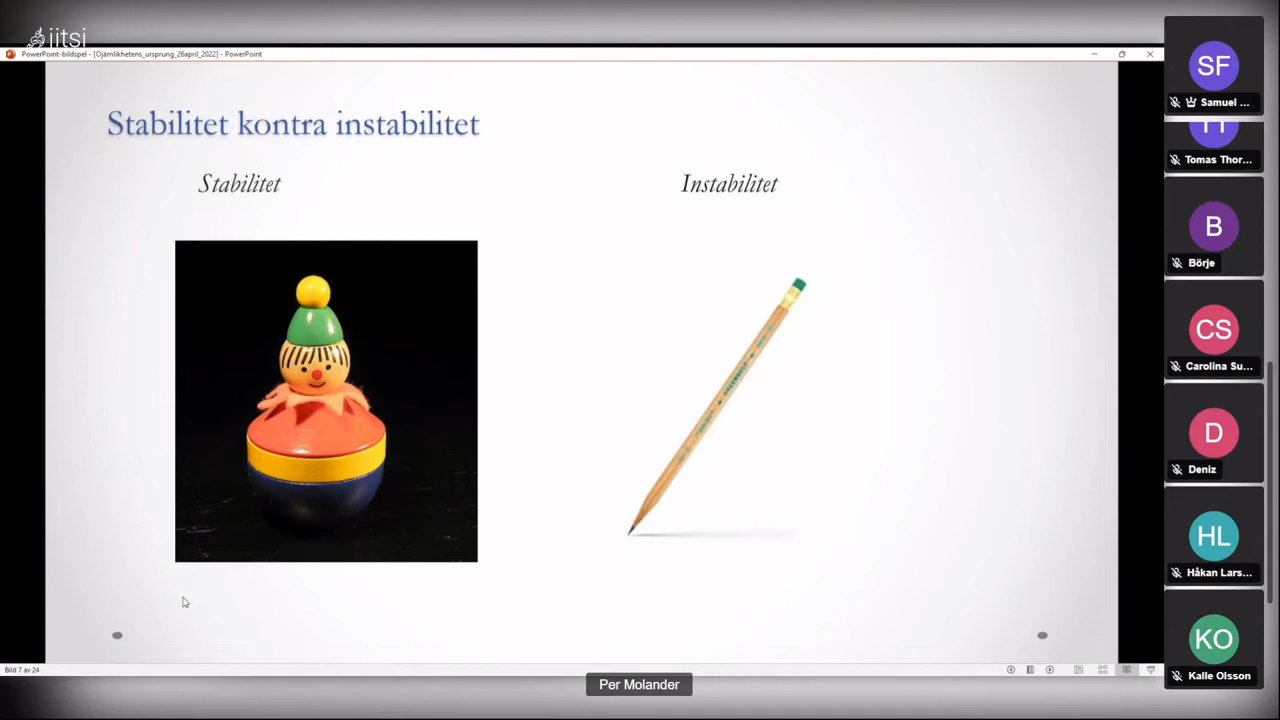 jitsi
PowerPoint-bildspel - [Ojämlikhetens_ursprung_26april_2022] - PowerPoint
Stabilitet kontra instabilitet
Stabilitet
Instabilitet
Bild 7 av 24
Per Molander
SF
Samuel ...
TT
Tomas Thor...
B
Börje
CS
Carolina Su...
D
Deniz
HL
Håkan Lars...
KO
Kalle Olsson